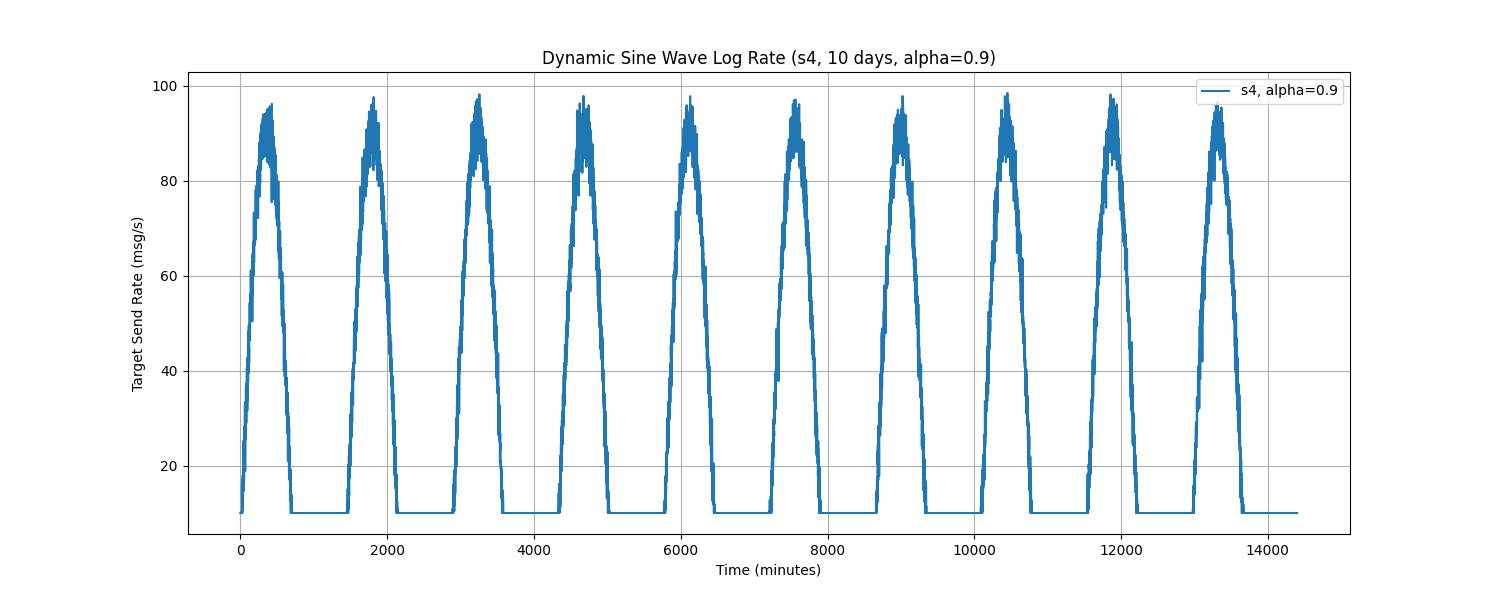 Dynamic Sine Wave Log Rate (s4, 10 days, alpha=0.9)
s4, alpha=0.9
Target Send Rate (msg/s)
100
80
60
40
20
0 2000 4000 6000 8000 10000 12000 14000
Time (minutes)